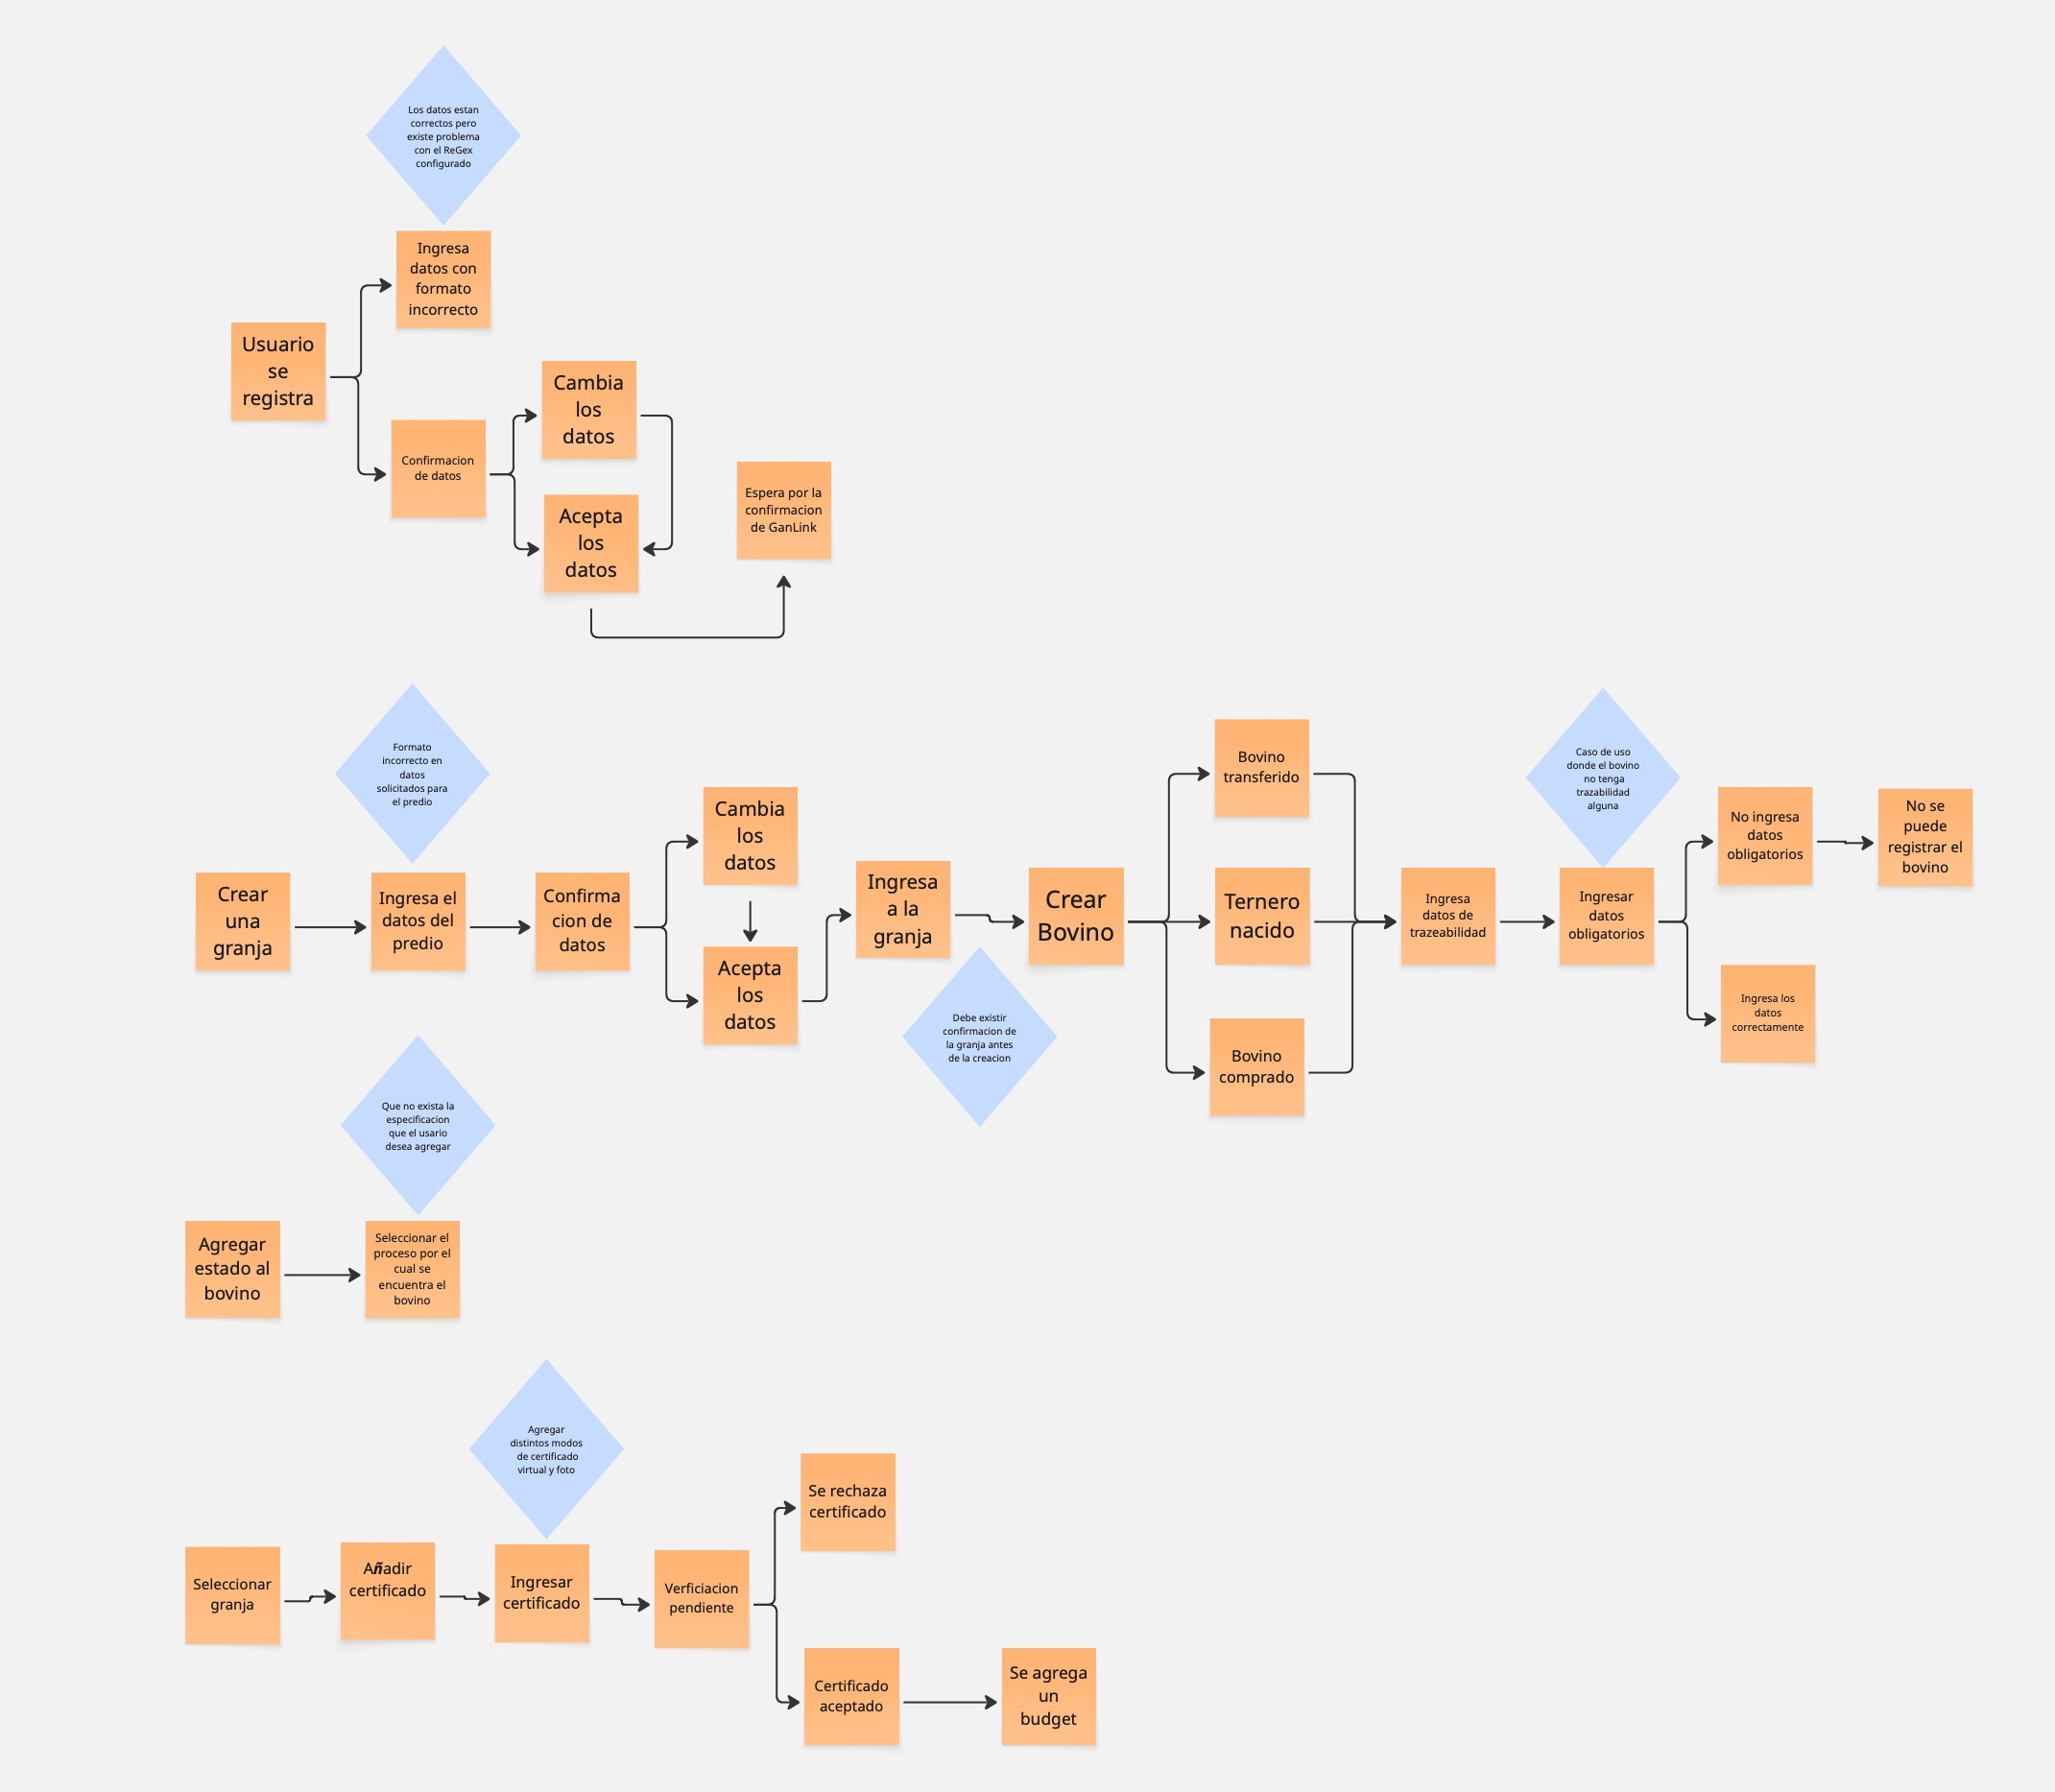 Los datos estan
correctos pero
existe problema
con el ReGex
configurado
Ingresa
datos con
formato
incorrecto
Usuario
se
registra
Confirmacion
de datos
Cambia
los
datos
Acepta
los
datos
Espera por la
confirmacion
de GanLink
Formato
incorrecto en
datos
solicitados para
el predio
Crear
una
granja
Ingresa el
datos del
predio
Confirma
cion de
datos
Cambia
los
datos
Acepta
los
datos
Ingresa
a la
granja
Debe existir
confirmacion de
la granja antes
de la creacion
Crear
Bovino
Bovino
transferido
Ternero
nacido
Bovino
comprado
Ingresa
datos de
trazeabilidad
Caso de uso
donde el bovino
no tenga
trazabilidad
alguna
Ingresar
datos
obligatorios
No ingresa
datos
obligatorios
No se
puede
registrar el
bovino
Ingresa los
datos
correctamente
Que no exista la
especificacion
que el usario
desea agregar
Agregar
estado al
bovino
Seleccionar el
proceso por el
cual se
encuentra el
bovino
Agregar
distintos modos
de certificado
virtual y foto
Seleccionar
granja
Añadir
certificado
Ingresar
certificado
Verficiacion
pendiente
Se rechaza
certificado
Certificado
aceptado
Se agrega
un
budget